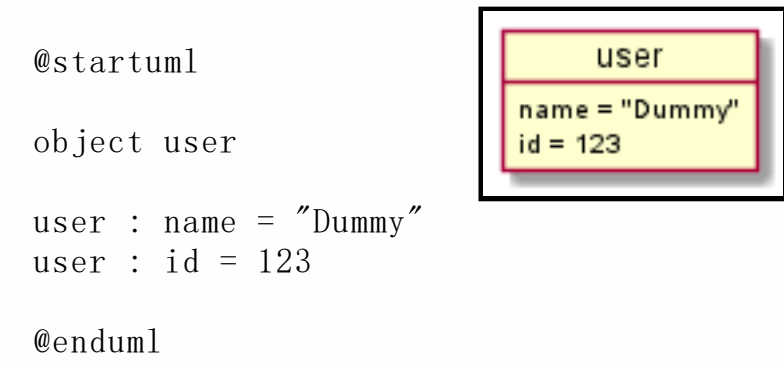 @startuml
object user
user : name = "Dummy"
user : id = 123
@enduml
user
name = "Dummy"
id = 123